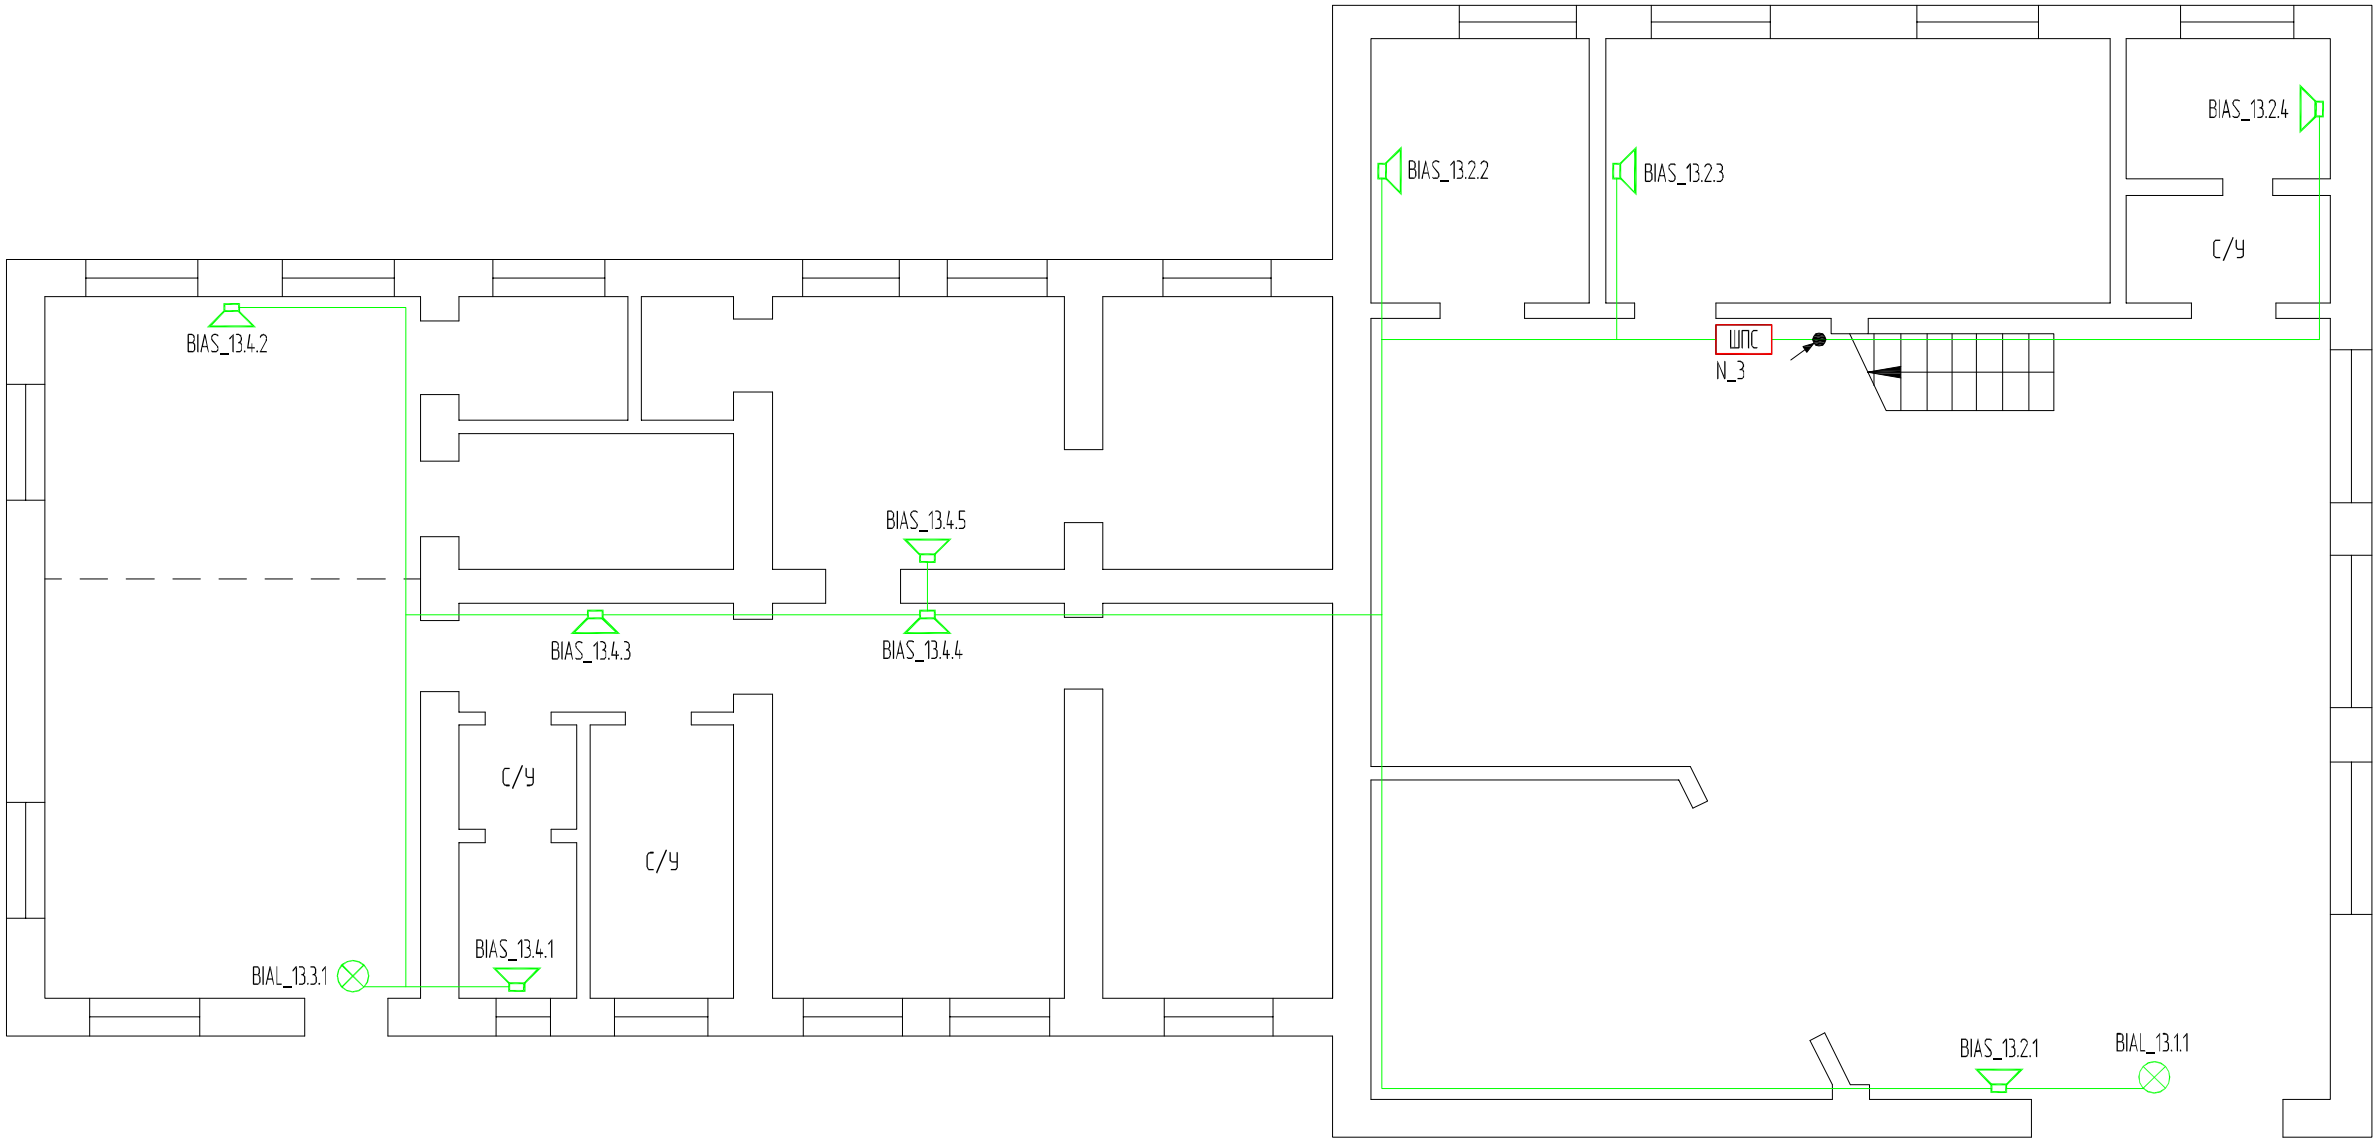 BIAS_13.2.4
BIAS_13.2.2
BIAS_13.2.3
С/У
BIAS_13.4.2
ШПС
N_3
BIAS_13.4.5
BIAS_13.4.3
BIAS_13.4.4
С/У
С/У
BIAS_13.4.1
BIAL_13.3.1
BIAS_13.2.1
BIAL_13.1.1